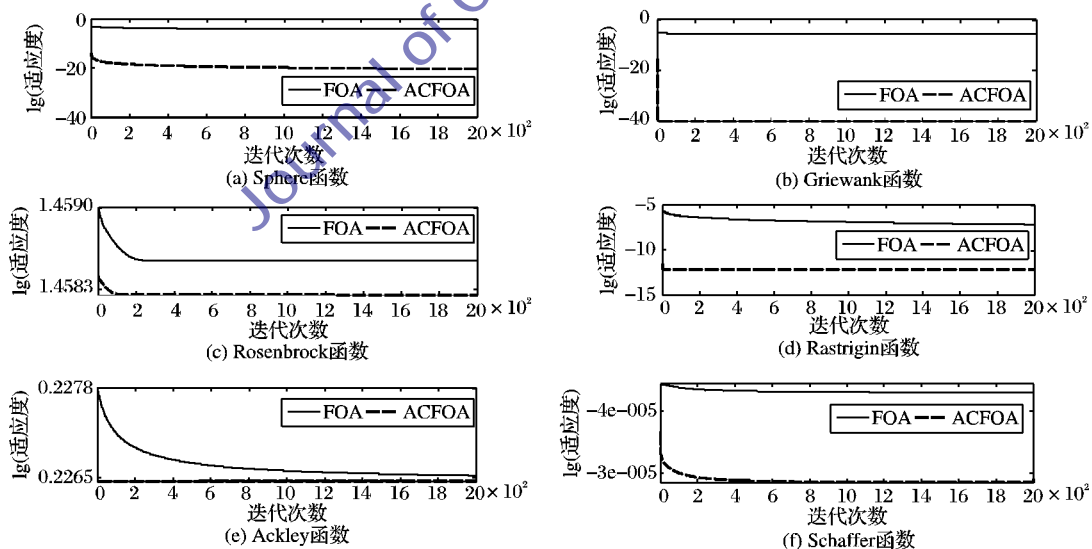 Journal of C
lg(适应度)
0
−20
−40
FOA
ACFOA
0 2 4 6 8 10 12 14 16 18 20×10²
迭代次数
(a) Sphere函数
lg(适应度)
0
−20
−40
FOA
ACFOA
0 2 4 6 8 10 12 14 16 18 20×10²
迭代次数
(b) Griewank函数
lg(适应度)
1.4590
1.4583
FOA
ACFOA
0 2 4 6 8 10 12 14 16 18 20×10²
迭代次数
(c) Rosenbrock函数
lg(适应度)
−5
−10
−15
FOA
ACFOA
0 2 4 6 8 10 12 14 16 18 20×10²
迭代次数
(d) Rastrigin函数
lg(适应度)
0.2278
0.2265
FOA
ACFOA
0 2 4 6 8 10 12 14 16 18 20×10²
迭代次数
(e) Ackley函数
lg(适应度)
−4e−005
−3e−005
FOA
ACFOA
0 2 4 6 8 10 12 14 16 18 20×10²
迭代次数
(f) Schaffer函数